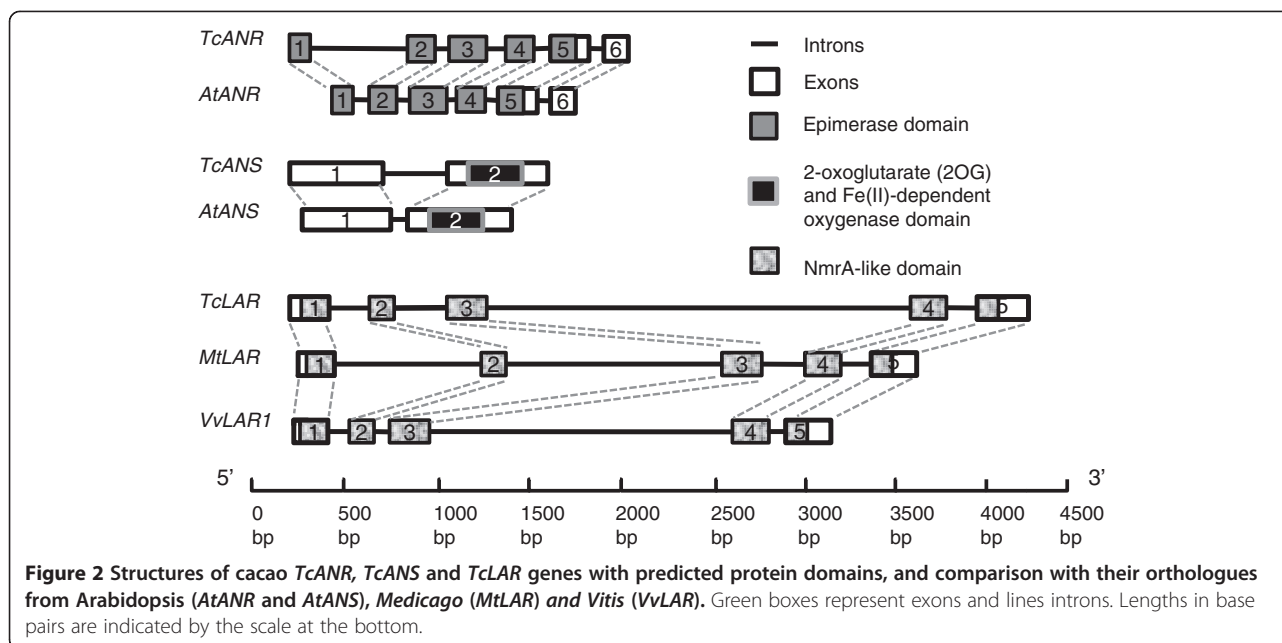 TcANR 1 2 3 4 5 6
AtANR 1 2 3 4 5 6
TcANS 1 2
AtANS 1 2
TcLAR 1 2 3 4 5
MtLAR 1 2 3 4 5
VvLAR1 1 2 3 4 5
Introns
Exons
Epimerase domain
2-oxoglutarate (2OG)
and Fe(II)-dependent
oxygenase domain
NmrA-like domain
5’ 3’
0 500 1000 1500 2000 2500 3000 3500 4000 4500
bp bp bp bp bp bp bp bp bp bp
Figure 2 Structures of cacao TcANR, TcANS and TcLAR genes with predicted protein domains, and comparison with their orthologues
from Arabidopsis (AtANR and AtANS), Medicago (MtLAR) and Vitis (VvLAR). Green boxes represent exons and lines introns. Lengths in base
pairs are indicated by the scale at the bottom.